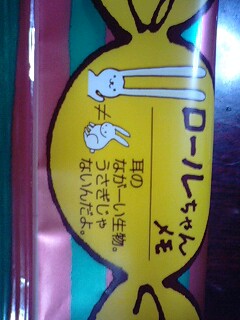 ロールちゃん
メモ
≠
耳の
ながーい生物。
うさぎじゃ
ないんだよ。